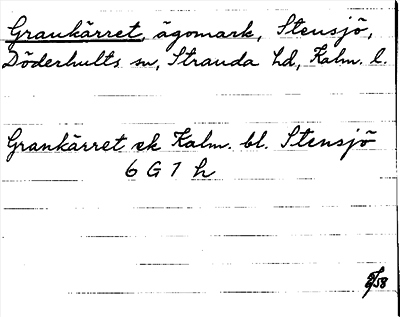 Grankärret, ägomark, Stensjö,
Döderhults sn, Stranda hd, Kalm. l.
Grankärret ek Kalm. bl. Stensjö
6 G 1 h